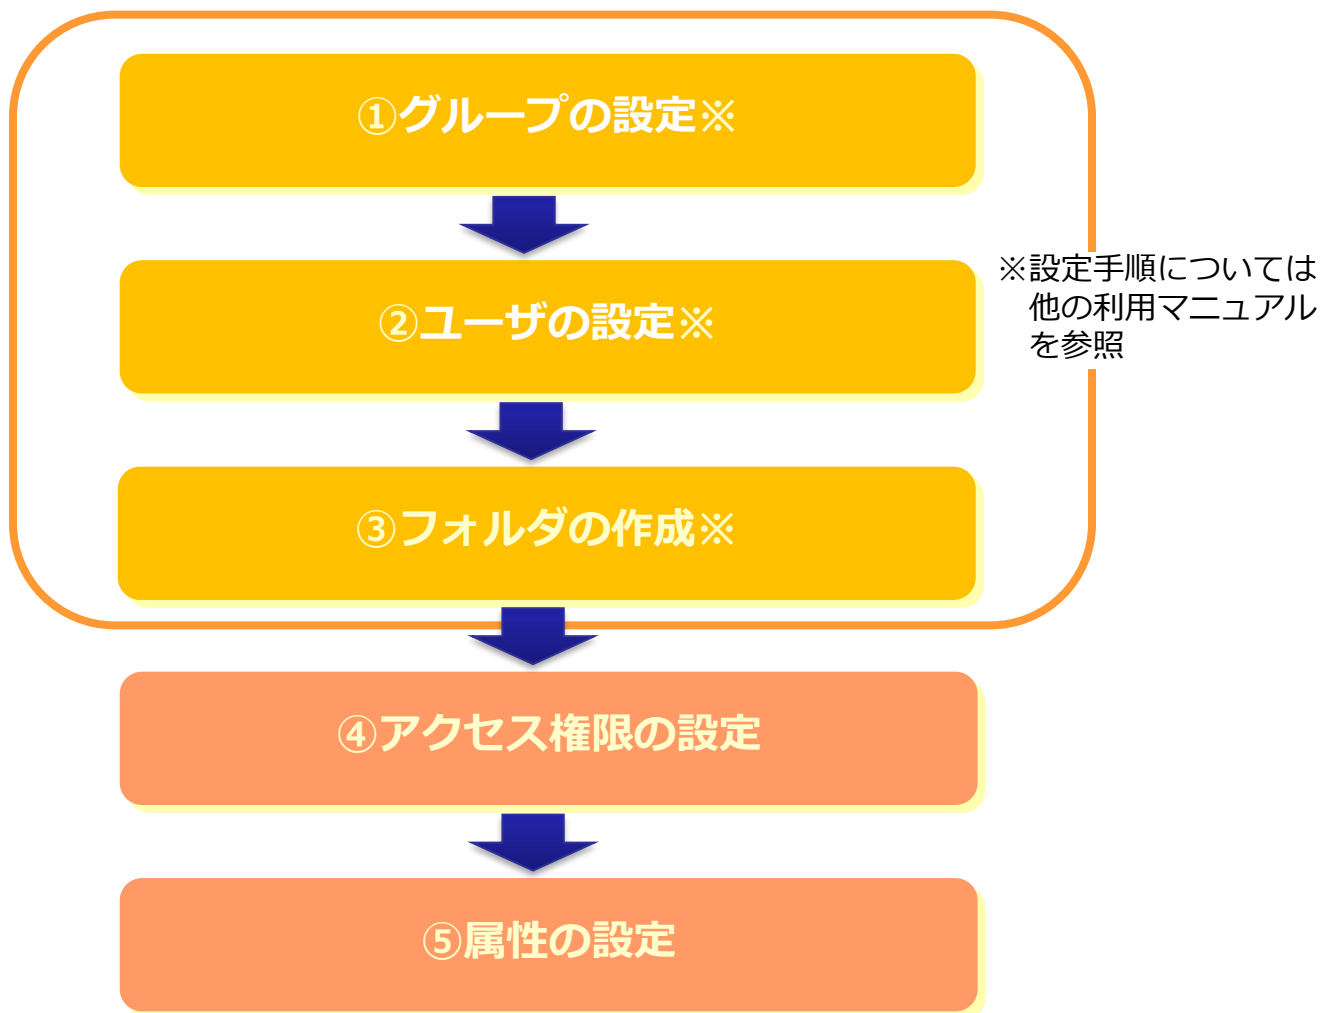 ①グループの設定※
②ユーザの設定※
※設定手順については
他の利用マニュアル
を参照
③フォルダの作成※
④アクセス権限の設定
⑤属性の設定